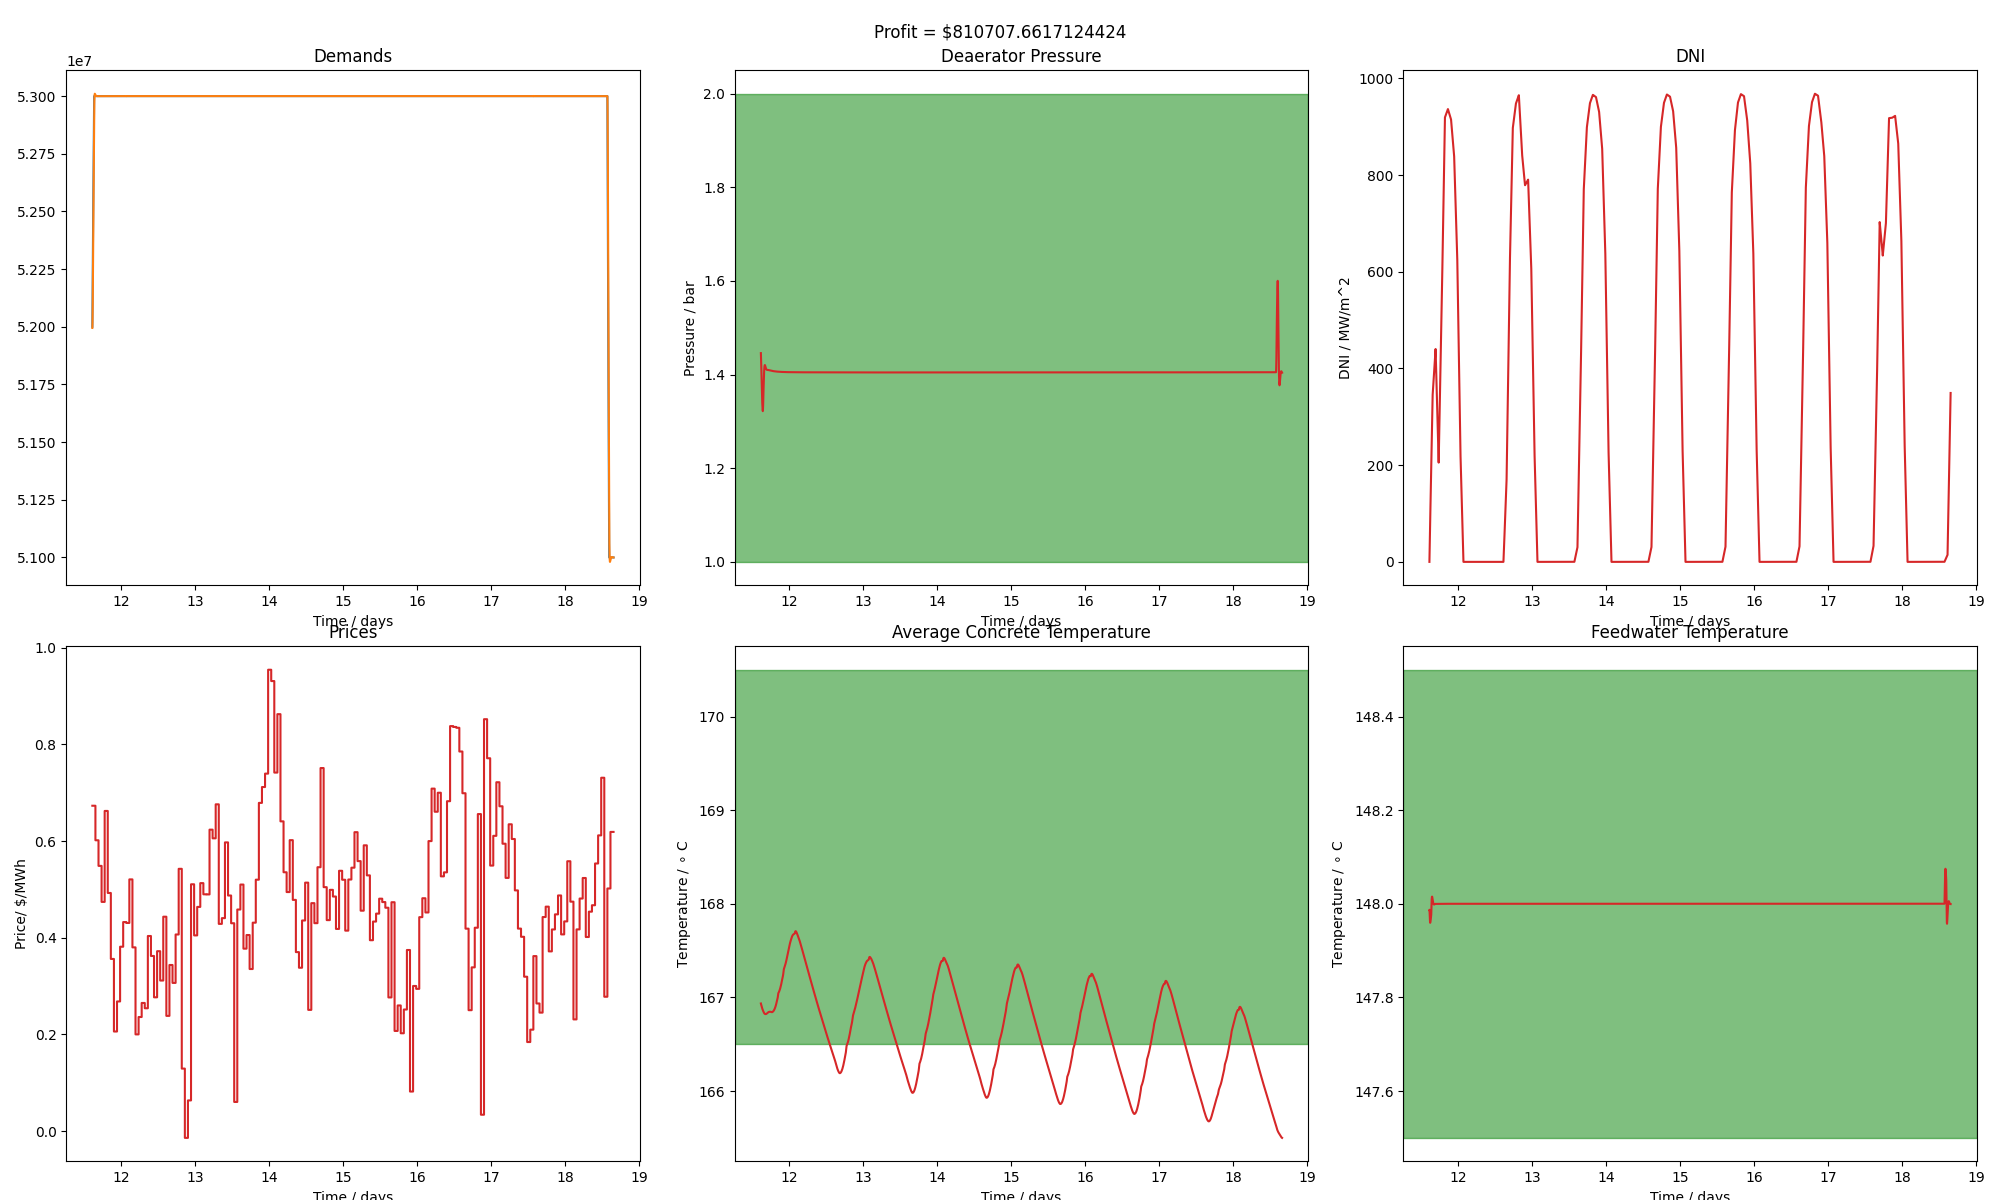 Profit = $810707.6617124424
Demands
1e7
5.300
5.275
5.250
5.225
5.200
5.175
5.150
5.125
5.100
12 13 14 15 16 17 18 19
Time / days
Deaerator Pressure
Pressure / bar
2.0
1.8
1.6
1.4
1.2
1.0
12 13 14 15 16 17 18 19
Time / days
DNI
DNI / MW/m^2
1000
800
600
400
200
0
12 13 14 15 16 17 18 19
Time / days
Prices
Price/ $/MWh
1.0
0.8
0.6
0.4
0.2
0.0
12 13 14 15 16 17 18 19
Time / days
Average Concrete Temperature
Temperature / ∘ C
170
169
168
167
166
12 13 14 15 16 17 18 19
Time / days
Feedwater Temperature
Temperature / ∘ C
148.4
148.2
148.0
147.8
147.6
12 13 14 15 16 17 18 19
Time / days